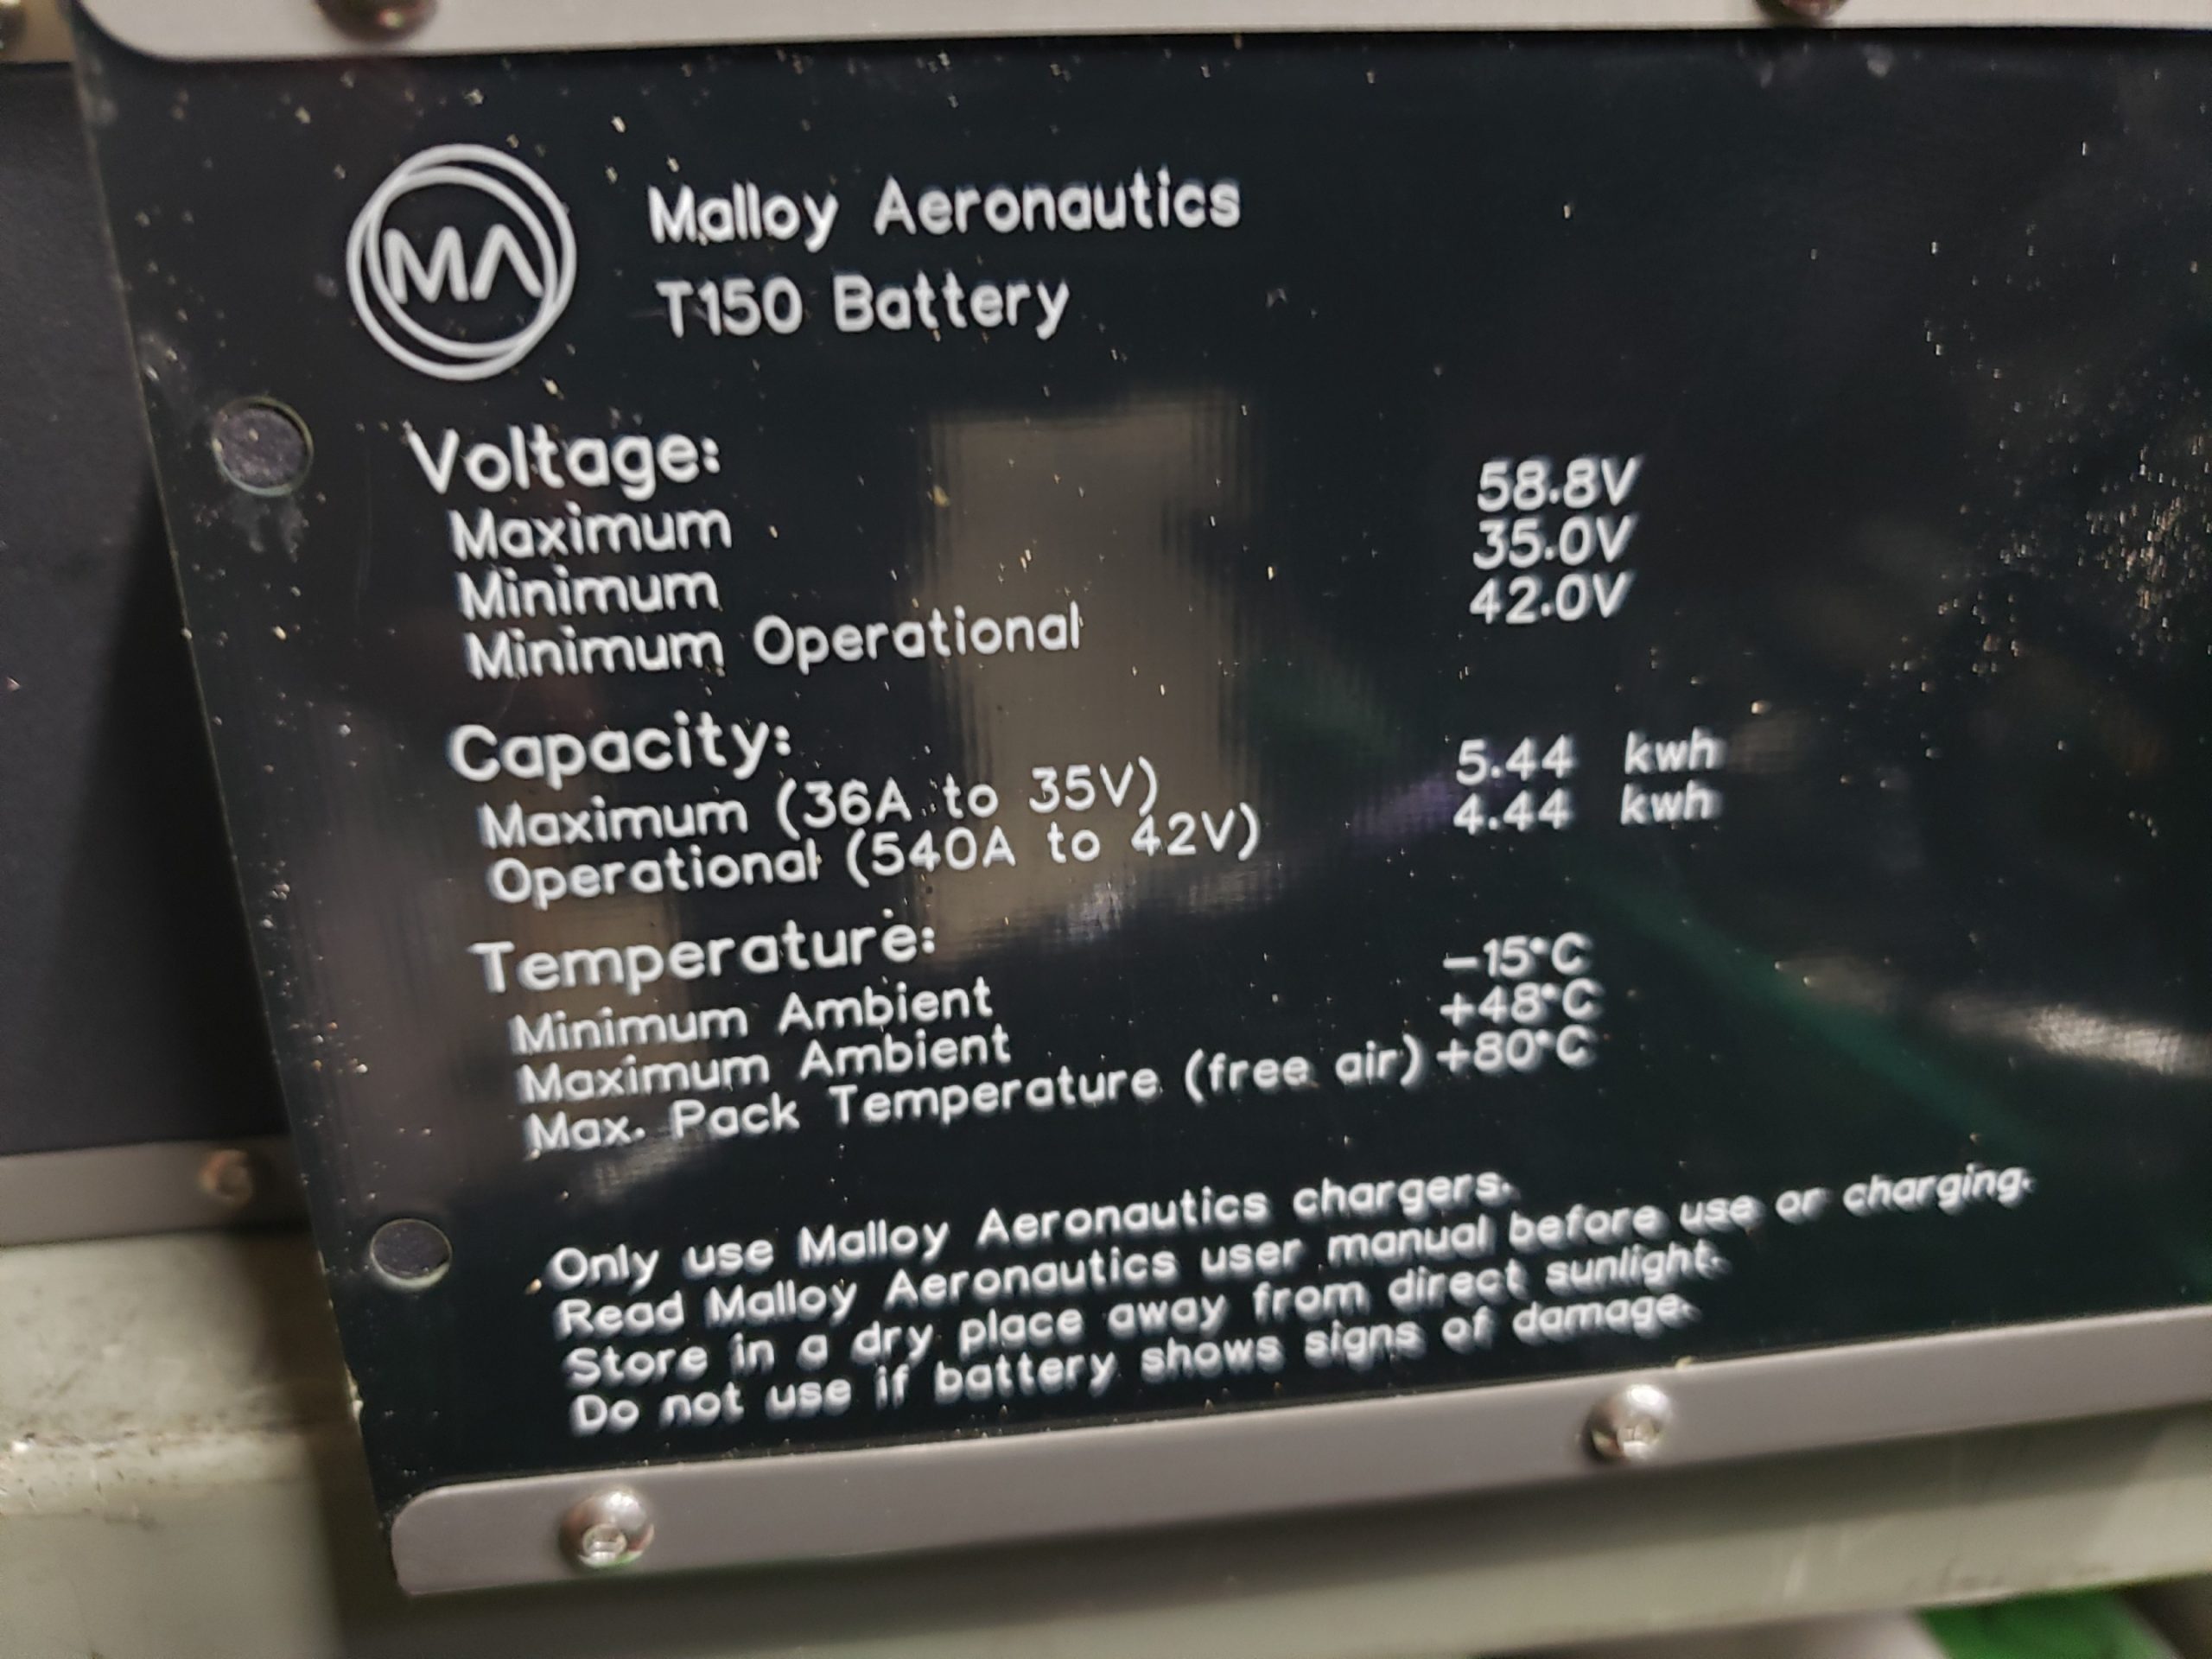 MA
Malloy Aeronautics
T150 Battery
Voltage:
Maximum 58.8V
Minimum 35.0V
Minimum Operational 42.0V
Capacity:
Maximum (36A to 35V) 5.44 kwh
Operational (540A to 42V) 4.44 kwh
Temperature:
Minimum Ambient -15°C
Maximum Ambient +48°C
Max. Pack Temperature (free air) +80°C
Only use Malloy Aeronautics chargers.
Read Malloy Aeronautics user manual before use or charging.
Store in a dry place away from direct sunlight.
Do not use if battery shows signs of damage.